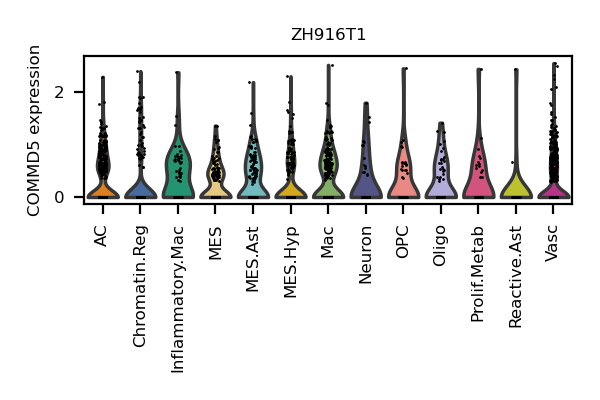 ZH916T1
COMMD5 expression
2
0
AC
Chromatin.Reg
Inflammatory.Mac
MES
MES.Ast
MES.Hyp
Mac
Neuron
OPC
Oligo
Prolif.Metab
Reactive.Ast
Vasc